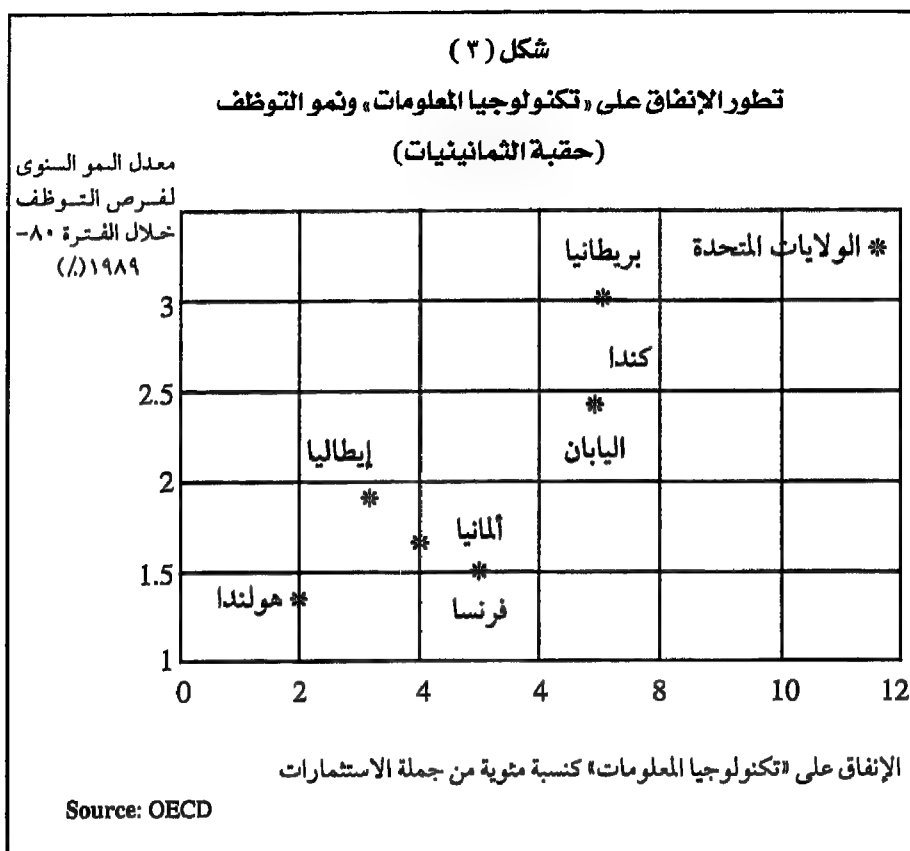 شكل (٣)
تطور الإنفاق على «تكنولوجيا المعلومات» ونمو التوظف
(حقبة الثمانينيات)
معدل النمو السنوى
لفرص التوظف
خلال الفترة ٨٠-
١٩٨٩(٪)
* الولايات المتحدة
بريطانيا
3
كندا
2.5
اليابان
إيطاليا
2
ألمانيا
1.5
هولندا
فرنسا
1
0 2 4 4 8 10 12
الإنفاق على «تكنولوجيا المعلومات» كنسبة مئوية من جملة الاستثمارات
Source: OECD